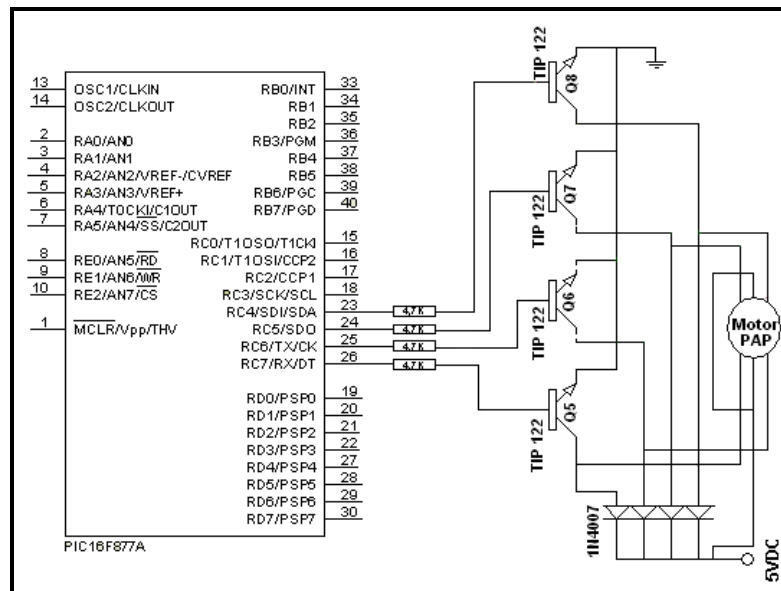 13 OSC1/CLKIN RB0/INT 33
14 OSC2/CLKOUT RB1 34
RB2 35
2 RA0/AN0 RB3/PGM 36
3 RA1/AN1 RB4 37
4 RA2/AN2/VREF-/CVREF RB5 38
5 RA3/AN3/VREF+ RB6/PGC 39
6 RA4/T0CKI/C1OUT RB7/PGD 40
7 RA5/AN4/SS/C2OUT
RC0/T1OSO/T1CKI 15
8 RE0/AN5/RD RC1/T1OSI/CCP2 16
9 RE1/AN6/WR RC2/CCP1 17
10 RE2/AN7/CS RC3/SCK/SCL 18
RC4/SDI/SDA 23 4,7K
1 MCLR/Vpp/THV RC5/SDO 24 4,7K
RC6/TX/CK 25 4,7K
RC7/RX/DT 26 4,7K
RD0/PSP0 19
RD1/PSP1 20
RD2/PSP2 21
RD3/PSP3 22
RD4/PSP4 27
RD5/PSP5 28
RD6/PSP6 29
RD7/PSP7 30
PIC16F877A
TIP 122
Q8
TIP 122
Q7
TIP 122
Q6
TIP 122
Q5
Motor
PAP
1N4007
5VDC